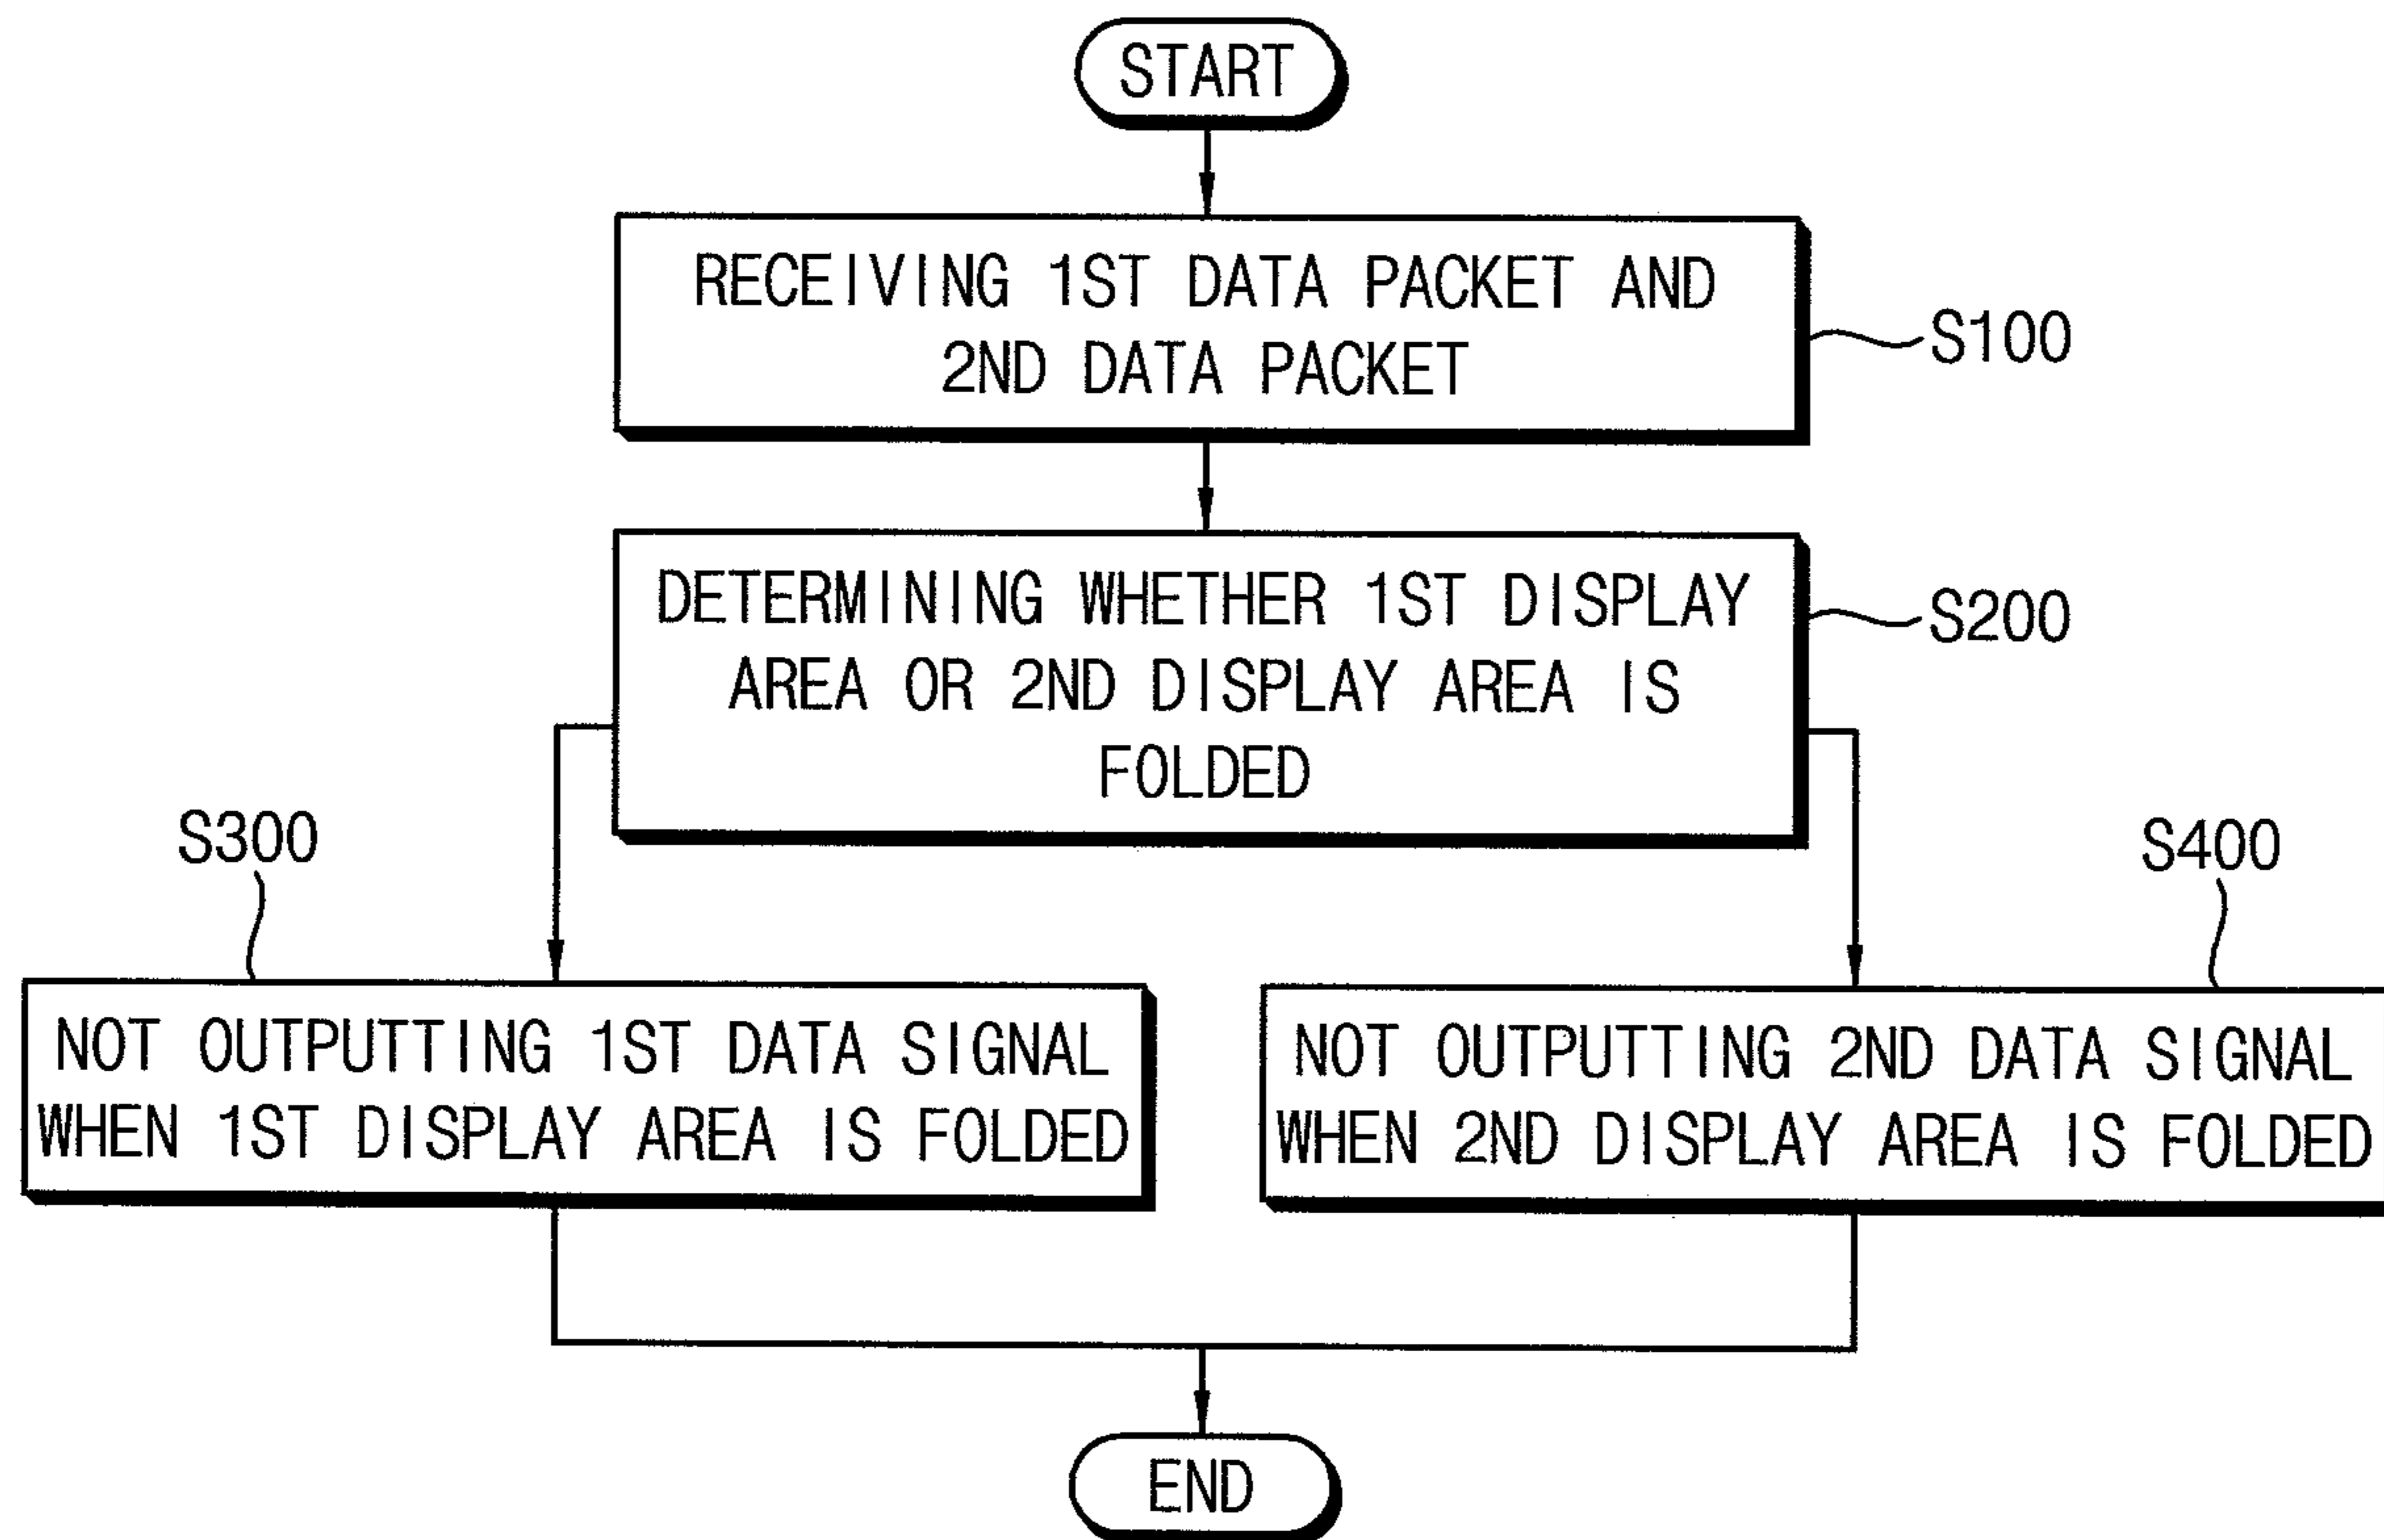 START
RECEIVING 1ST DATA PACKET AND
2ND DATA PACKET
S100
DETERMINING WHETHER 1ST DISPLAY
AREA OR 2ND DISPLAY AREA IS
FOLDED
S200
S300
NOT OUTPUTTING 1ST DATA SIGNAL
WHEN 1ST DISPLAY AREA IS FOLDED
S400
NOT OUTPUTTING 2ND DATA SIGNAL
WHEN 2ND DISPLAY AREA IS FOLDED
END